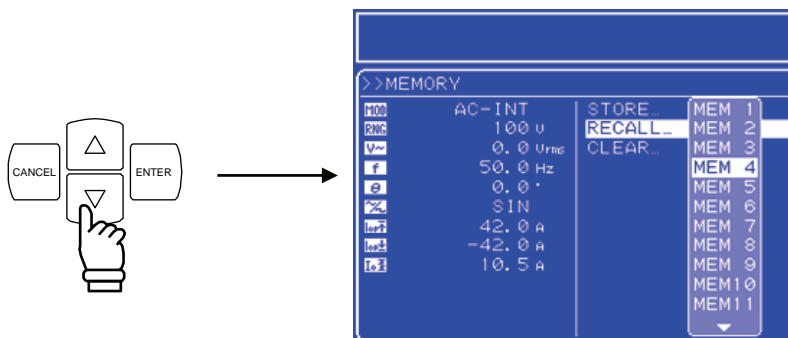 CANCEL
ENTER
>>MEMORY
MOD AC-INT
RNG 100 V
V~ 0.0 Vrms
f 50.0 Hz
θ 0.0 °
SIN
42.0 A
-42.0 A
10.5 A
STORE…
RECALL…
CLEAR…
MEM 1
MEM 2
MEM 3
MEM 4
MEM 5
MEM 6
MEM 7
MEM 8
MEM 9
MEM10
MEM11